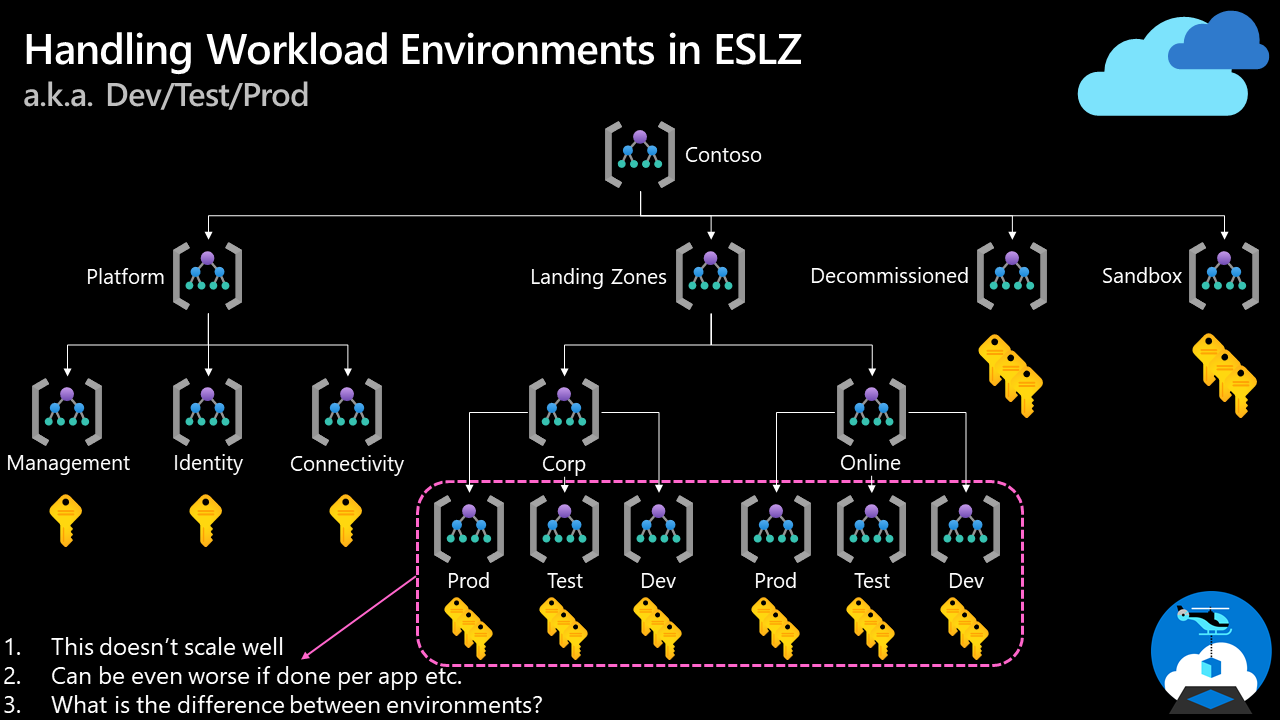 Handling Workload Environments in ESLZ
a.k.a. Dev/Test/Prod
Contoso
Platform
Landing Zones
Decommissioned
Sandbox
Management
Identity
Connectivity
Corp
Online
Prod
Test
Dev
Prod
Test
Dev
1. This doesn’t scale well
2. Can be even worse if done per app etc.
3. What is the difference between environments?